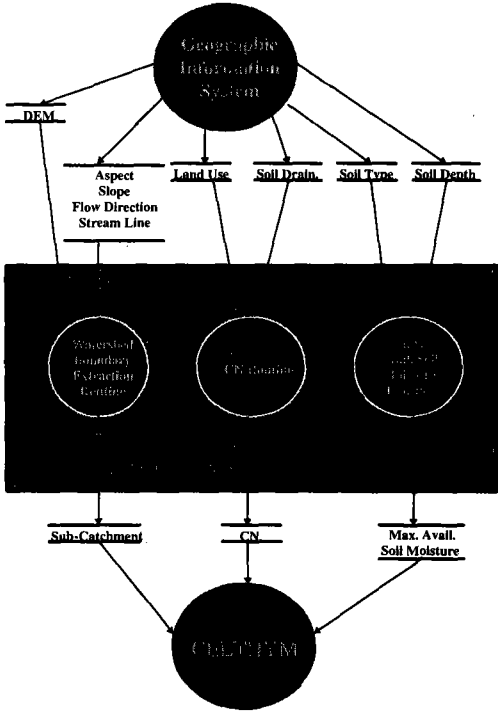 Geographic
Information
System
DEM
Aspect
Slope
Flow Direction
Stream Line
Land Use
Soil Drain.
Soil Type
Soil Depth
Watershed
Boundary
Extraction
Routine
CN Routine
Sub-Catchment
CN
Max. Avail.
Soil Moisture
CELTHYM